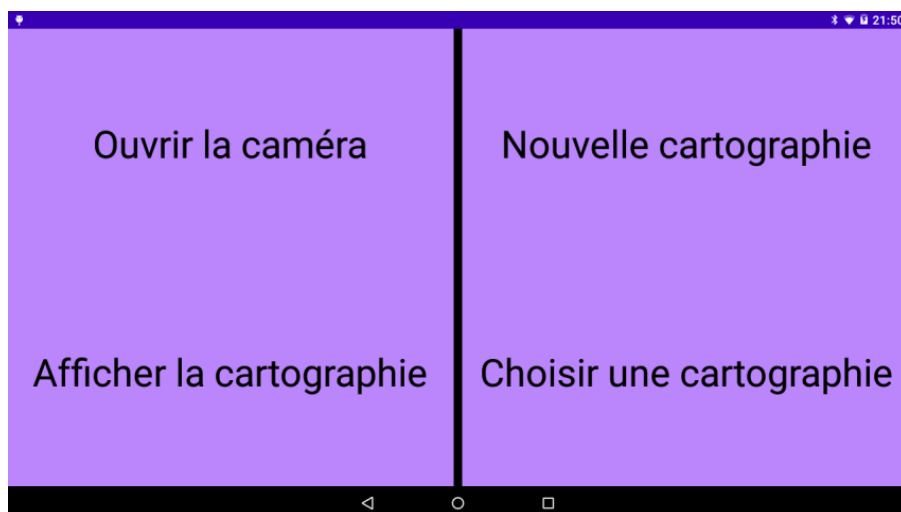 21:50
Ouvrir la caméra
Nouvelle cartographie
Afficher la cartographie
Choisir une cartographie